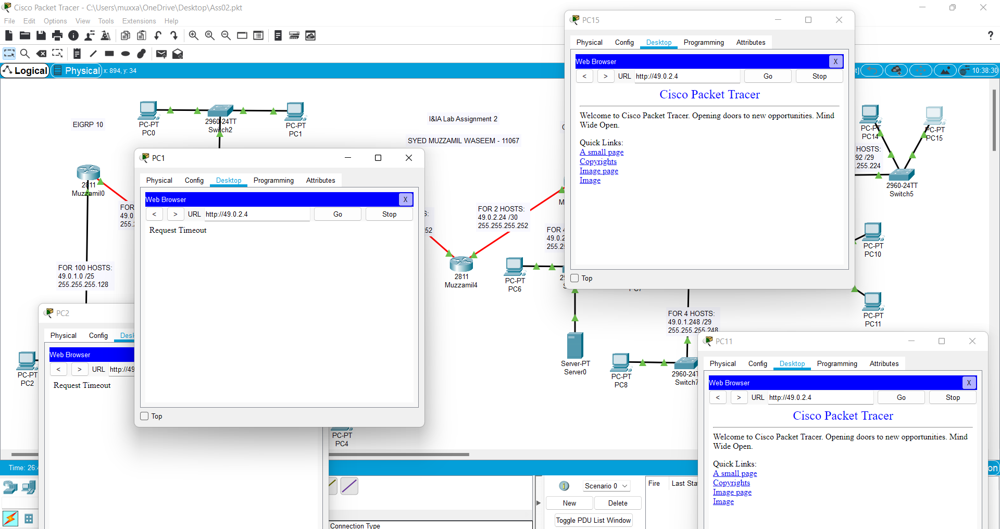 Cisco Packet Tracer - C:\Users\muxxa\OneDrive\Desktop\Ass02.pkt
File Edit Options View Tools Extensions Help
Logical Physical x: 894, y: 34
10:38:30
EIGRP 10
PC-PT
PC0
2960-24TT
Switch2
PC-PT
PC1
I&IA Lab Assignment 2
SYED MUZZAMIL WASEEM - 11067
2811
Muzzamil0
FOR
49.0
255.
FOR 100 HOSTS:
49.0.1.0 /25
255.255.255.128
PC-PT
PC2
PC1
Physical Config Desktop Programming Attributes
Web Browser X
< > URL http://49.0.2.4 Go Stop
Request Timeout
Top
PC2
Physical Config Desk
Web Browser
< > URL http://49
Request Timeout
S:
52
FOR 2 HOSTS:
49.0.2.24 /30
255.255.255.252
FOR 4
49.0.2
255.25
2811
Muzzamil4
PC-PT
PC6
Server-PT
Server0
PC-PT
PC8
2960-24T
Switch7
FOR 4 HOSTS:
49.0.1.248 /29
255.255.255.248
PC-PT
PC4
PC15
Physical Config Desktop Programming Attributes
Web Browser X
< > URL http://49.0.2.4 Go Stop
Cisco Packet Tracer
Welcome to Cisco Packet Tracer. Opening doors to new opportunities. Mind
Wide Open.
Quick Links:
A small page
Copyrights
Image page
Image
Top
PC-PT
PC14
PC-PT
PC15
HOSTS:
92 /29
.255.224
2960-24TT
Switch5
PC-PT
PC10
PC-PT
PC11
PC11
Physical Config Desktop Programming Attributes
Web Browser X
< > URL http://49.0.2.4 Go Stop
Cisco Packet Tracer
Welcome to Cisco Packet Tracer. Opening doors to new opportunities. Mind
Wide Open.
Quick Links:
A small page
Copyrights
Image page
Image
Time: 26:
on
Scenario 0
Fire Last Sta
New Delete
Toggle PDU List Window
Connection Type